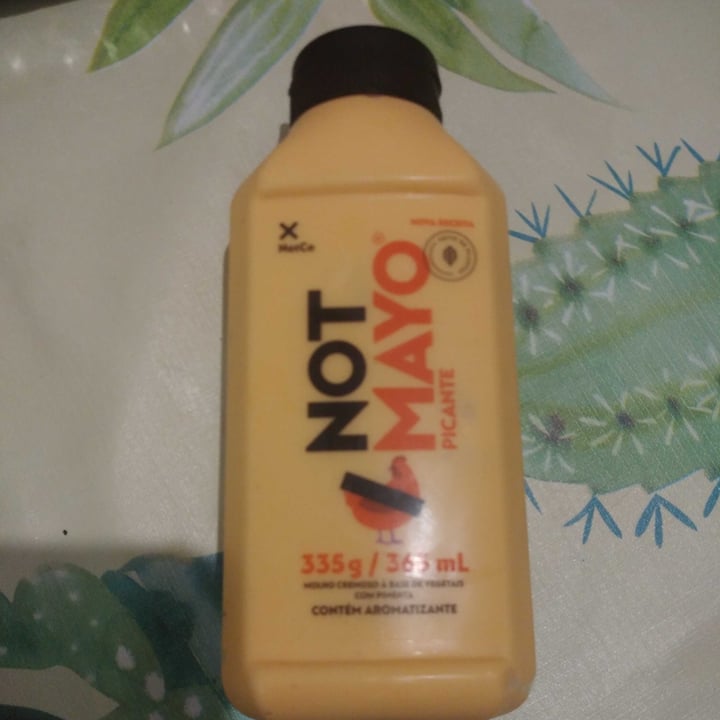 NotCo
NOVA RECEITA
NOT
MAYO®
PICANTE
335g / 365 mL
MOLHO CREMOSO À BASE DE VEGETAIS
COM PIMENTA
CONTÉM AROMATIZANTE